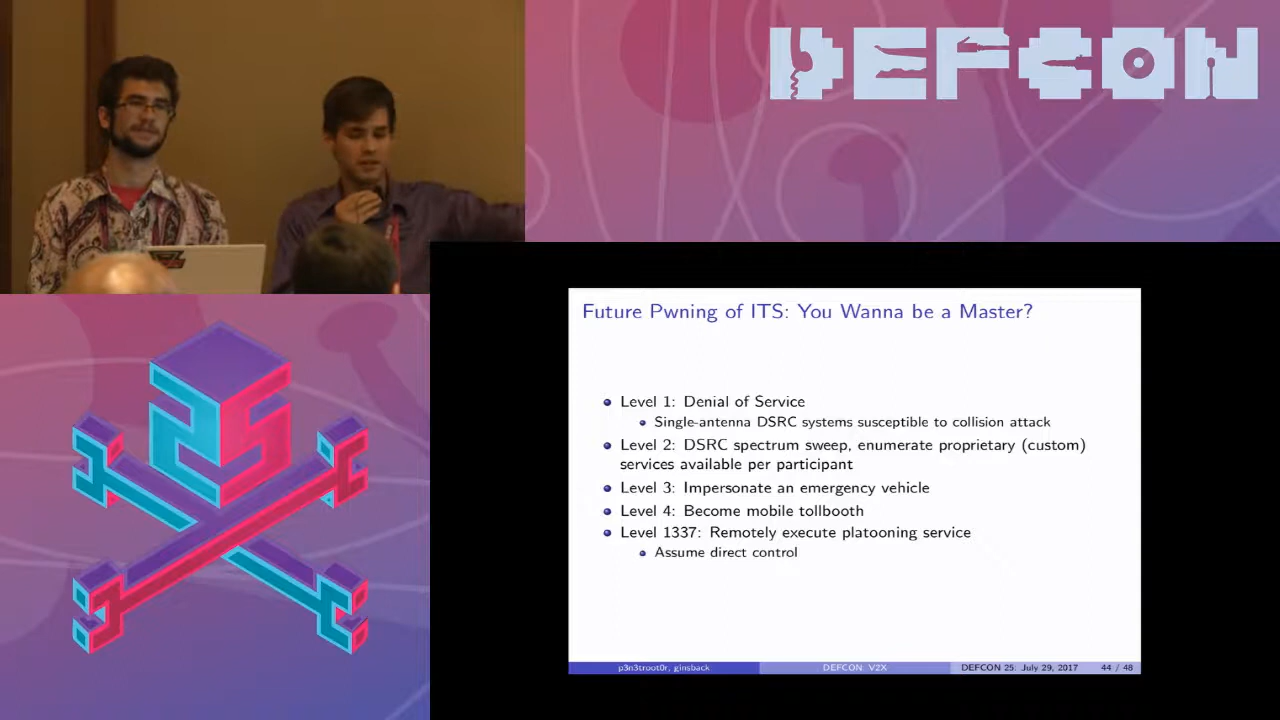 DEFCON
Future Pwning of ITS: You Wanna be a Master?
Level 1: Denial of Service
Single-antenna DSRC systems susceptible to collision attack
Level 2: DSRC spectrum sweep, enumerate proprietary (custom)
services available per participant
Level 3: Impersonate an emergency vehicle
Level 4: Become mobile tollbooth
Level 1337: Remotely execute platooning service
Assume direct control
p3n3troot0r, ginsback
DEFCON: V2X
DEFCON 25: July 29, 2017
44 / 48
25